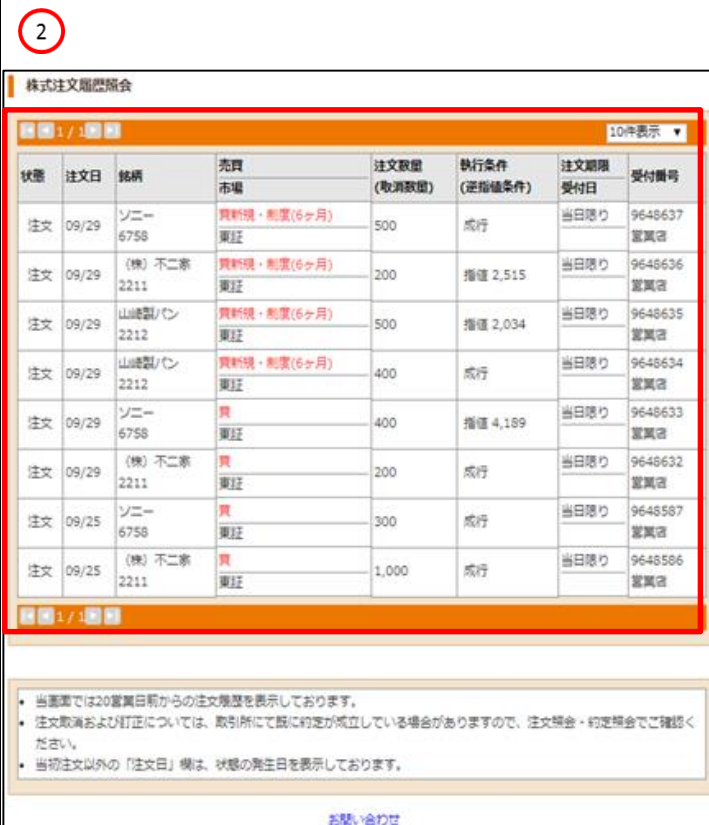 2
株式注文履歴照会
1 / 1
10件表示 ▼
状態 注文日 銘柄 売買 市場 注文数量 (取消数量) 執行条件 (逆指値条件) 注文期限 受付日 受付番号
注文 09/29 ソニー 6758 買新規・制度(6ヶ月) 東証 500 成行 当日限り 9648637 営業店
注文 09/29 (株) 不二家 2211 買新規・制度(6ヶ月) 東証 200 指値 2,515 当日限り 9648636 営業店
注文 09/29 山崎製パン 2212 買新規・制度(6ヶ月) 東証 500 指値 2,034 当日限り 9648635 営業店
注文 09/29 山崎製パン 2212 買新規・制度(6ヶ月) 東証 400 成行 当日限り 9648634 営業店
注文 09/29 ソニー 6758 買 東証 400 指値 4,189 当日限り 9648633 営業店
注文 09/29 (株) 不二家 2211 買 東証 200 成行 当日限り 9648632 営業店
注文 09/25 ソニー 6758 買 東証 300 成行 当日限り 9648587 営業店
注文 09/25 (株) 不二家 2211 買 東証 1,000 成行 当日限り 9648586 営業店
1 / 1
• 当画面では20営業日前からの注文履歴を表示しております。
• 注文取消および訂正については、取引所にて既に約定が成立している場合がありますので、注文照会・約定照会でご確認く
ださい。
• 当初注文以外の「注文日」欄は、状態の発生日を表示しております。
お問い合わせ